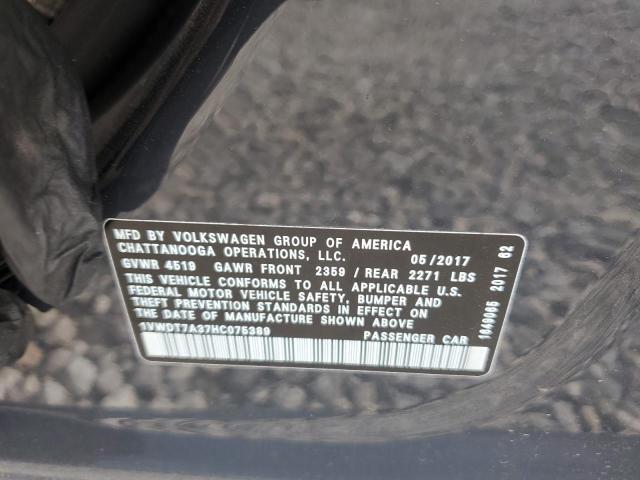 MFD BY VOLKSWAGEN GROUP OF AMERICA
CHATTANOOGA OPERATIONS, LLC. 05/2017
GVWR 4519 GAWR FRONT 2359 / REAR 2271 LBS
THIS VEHICLE CONFORMS TO ALL APPLICABLE U.S.
FEDERAL MOTOR VEHICLE SAFETY, BUMPER AND
THEFT PREVENTION STANDARDS IN EFFECT ON
THE DATE OF MANUFACTURE SHOWN ABOVE.
1VWDT7A37HC075389 PASSENGER CAR
1849065 2017 62